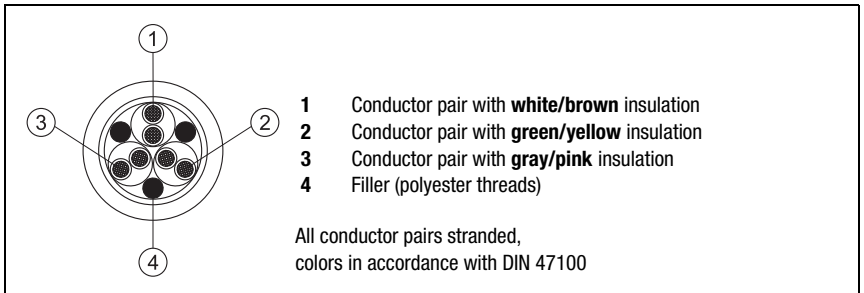 1
3
2
4
1 Conductor pair with white/brown insulation
2 Conductor pair with green/yellow insulation
3 Conductor pair with gray/pink insulation
4 Filler (polyester threads)
All conductor pairs stranded,
colors in accordance with DIN 47100